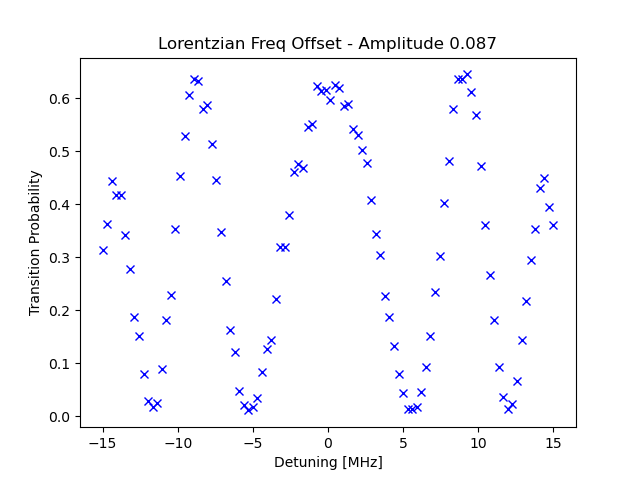 Lorentzian Freq Offset - Amplitude 0.087
Transition Probability
0.6
0.5
0.4
0.3
0.2
0.1
0.0
−15 −10 −5 0 5 10 15
Detuning [MHz]